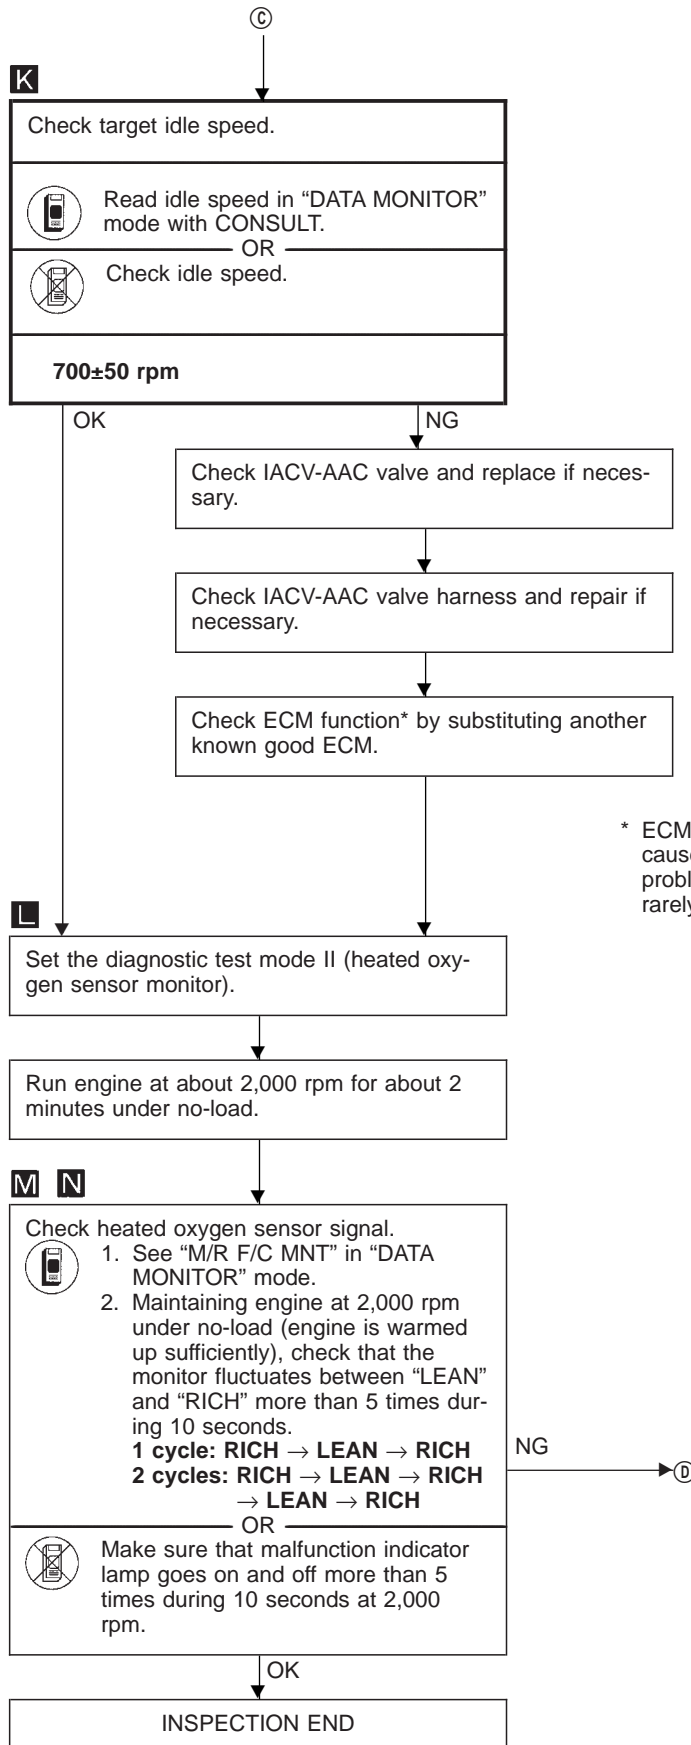 C
K
Check target idle speed.
Read idle speed in “DATA MONITOR”
mode with CONSULT.
OR
Check idle speed.
700±50 rpm
OK
NG
Check IACV-AAC valve and replace if neces-
sary.
Check IACV-AAC valve harness and repair if
necessary.
Check ECM function* by substituting another
known good ECM.
* ECM
cause
probl
rarely
L
Set the diagnostic test mode II (heated oxy-
gen sensor monitor).
Run engine at about 2,000 rpm for about 2
minutes under no-load.
M N
Check heated oxygen sensor signal.
1. See “M/R F/C MNT” in “DATA
MONITOR” mode.
2. Maintaining engine at 2,000 rpm
under no-load (engine is warmed
up sufficiently), check that the
monitor fluctuates between “LEAN”
and “RICH” more than 5 times dur-
ing 10 seconds.
1 cycle: RICH → LEAN → RICH
2 cycles: RICH → LEAN → RICH
→ LEAN → RICH
NG
D
OR
Make sure that malfunction indicator
lamp goes on and off more than 5
times during 10 seconds at 2,000
rpm.
OK
INSPECTION END